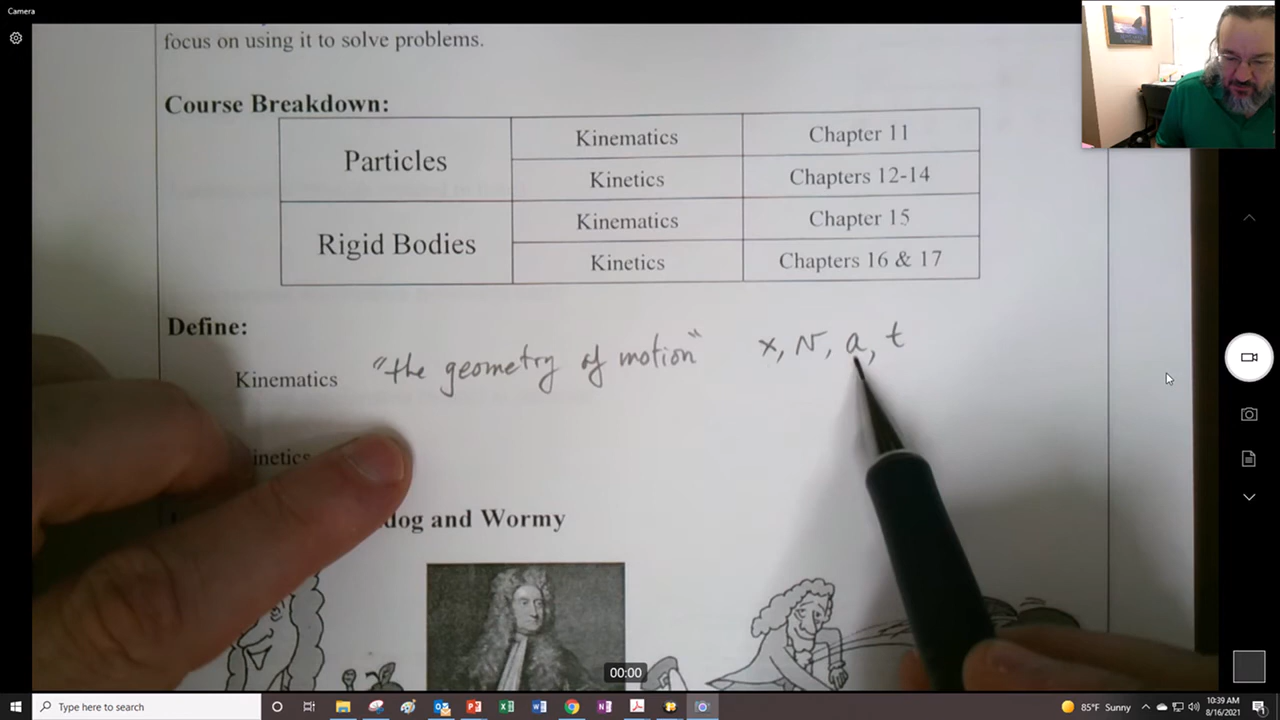 Camera
focus on using it to solve problems.
Course Breakdown:
Particles Kinematics Chapter 11
Kinetics Chapters 12-14
Rigid Bodies Kinematics Chapter 15
Kinetics Chapters 16 & 17
Define:
Kinematics "the geometry of motion" x, v, a, t
inetics
dog and Wormy
00:00
Type here to search
85°F Sunny
10:39 AM
8/16/2021